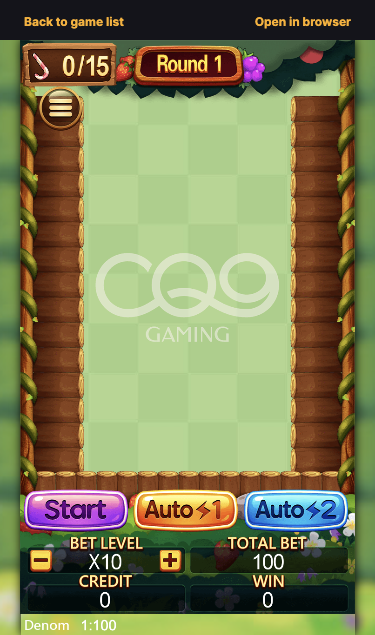 Back to game list Open in browser
0/15 Round 1
CQ9
GAMING
Start Auto 1 Auto 2
BET LEVEL TOTAL BET
− X10 + 100
CREDIT WIN
0 0
Denom 1:100